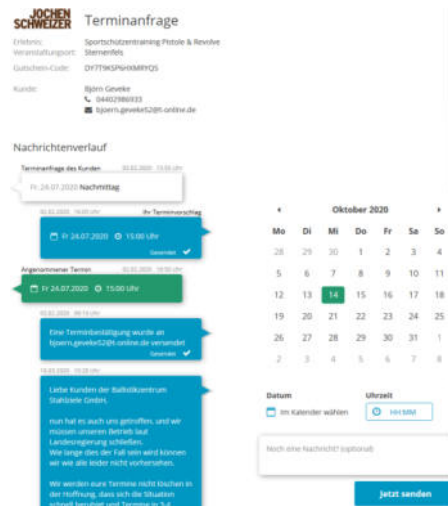 JOCHEN
SCHWEIZER
Terminanfrage
Erlebnis: Sportschützentraining Pistole & Revolve
Veranstaltungsort: Sternenfels
Gutschein-Code:
Kunde: Björn Geveke
04402986933
bjoern.geveke52@t-online.de
Nachrichtenverlauf
Terminanfrage des Kunden
Fr. 24.07.2020 Nachmittag
Ihr Terminvorschlag
Fr 24.07.2020 15:00 Uhr
Gesendet
Angenommener Termin
Fr 24.07.2020 15:00 Uhr
Eine Terminbestätigung wurde an
bjoern.geveke52@t-online.de versendet
Gesendet
Liebe Kunden der Ballistikzentrum
Stahlziele GmbH,
nun hat es auch uns getroffen, und wir
müssen unseren Betrieb laut
Landesregierung schließen.
Wie lange dies der Fall sein wird können
wir wie alle leider nicht vorhersehen.
Wir werden eure Termine nicht löschen in
der Hoffnung, dass sich die Situation
schnell beruhigt und Termine in 3-4
Oktober 2020
Mo Di Mi Do Fr Sa So
28 29 30 1 2 3 4
5 6 7 8 9 10 11
12 13 14 15 16 17 18
19 20 21 22 23 24 25
26 27 28 29 30 31 1
2 3 4 5 6 7 8
Datum Uhrzeit
Im Kalender wählen HH:MM
Noch eine Nachricht? (optional)
Jetzt senden